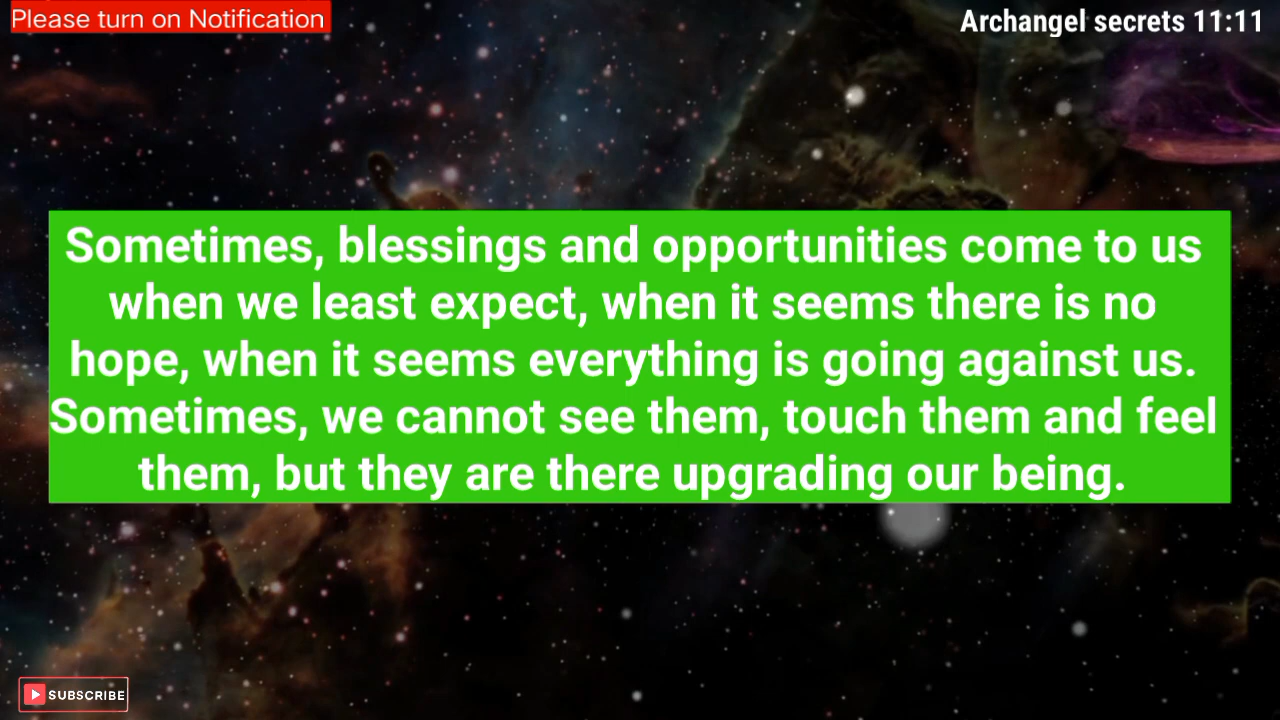 Please turn on Notification
Archangel secrets 11:11
Sometimes, blessings and opportunities come to us
when we least expect, when it seems there is no
hope, when it seems everything is going against us.
Sometimes, we cannot see them, touch them and feel
them, but they are there upgrading our being.
SUBSCRIBE